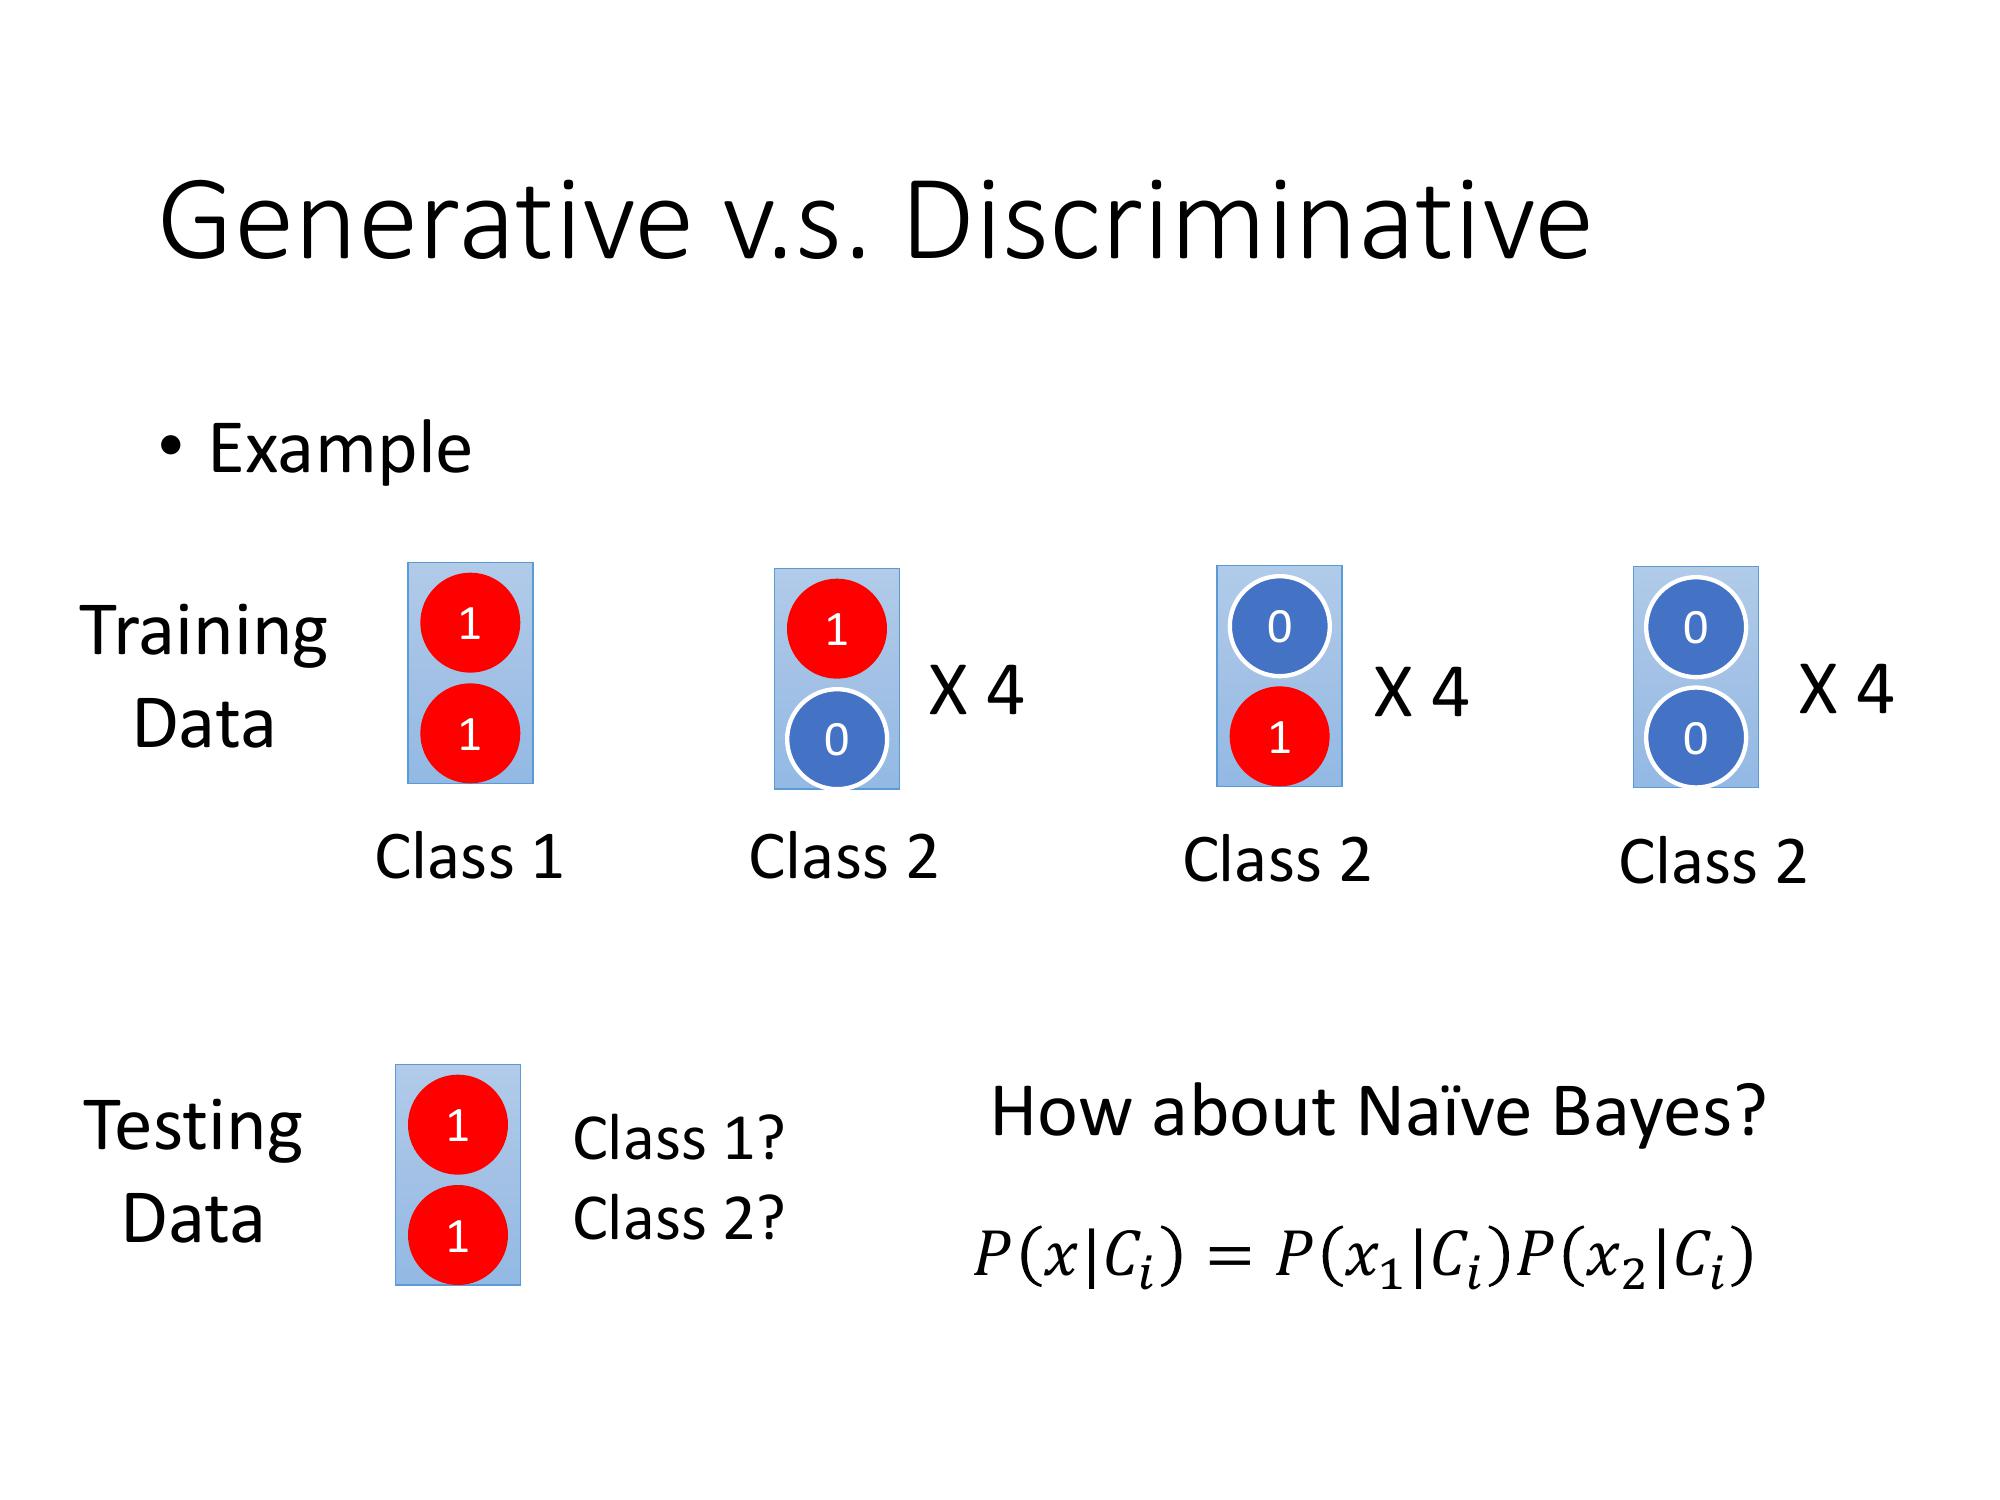 Generative v.s. Discriminative
• Example
Training
Data
1
1
Class 1
1
0
X 4
Class 2
0
1
X 4
Class 2
0
0
X 4
Class 2
Testing
Data
1
1
Class 1?
Class 2?
How about Naïve Bayes?
P(x|C_i) = P(x_1|C_i)P(x_2|C_i)